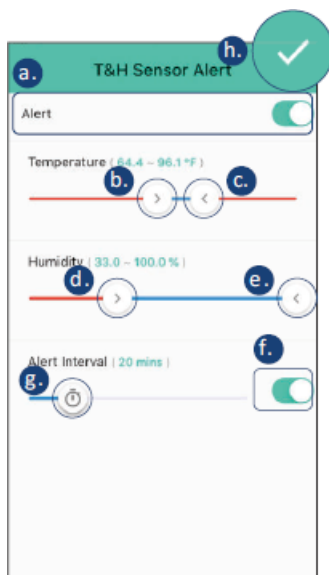 h.
T&H Sensor Alert
a.
Alert
Temperature ( 64.4 ~ 96.1 °F )
b.
c.
Humidity | 33.0 ~ 100.0 % |
d.
e.
Alert Interval | 20 mins |
f.
g.